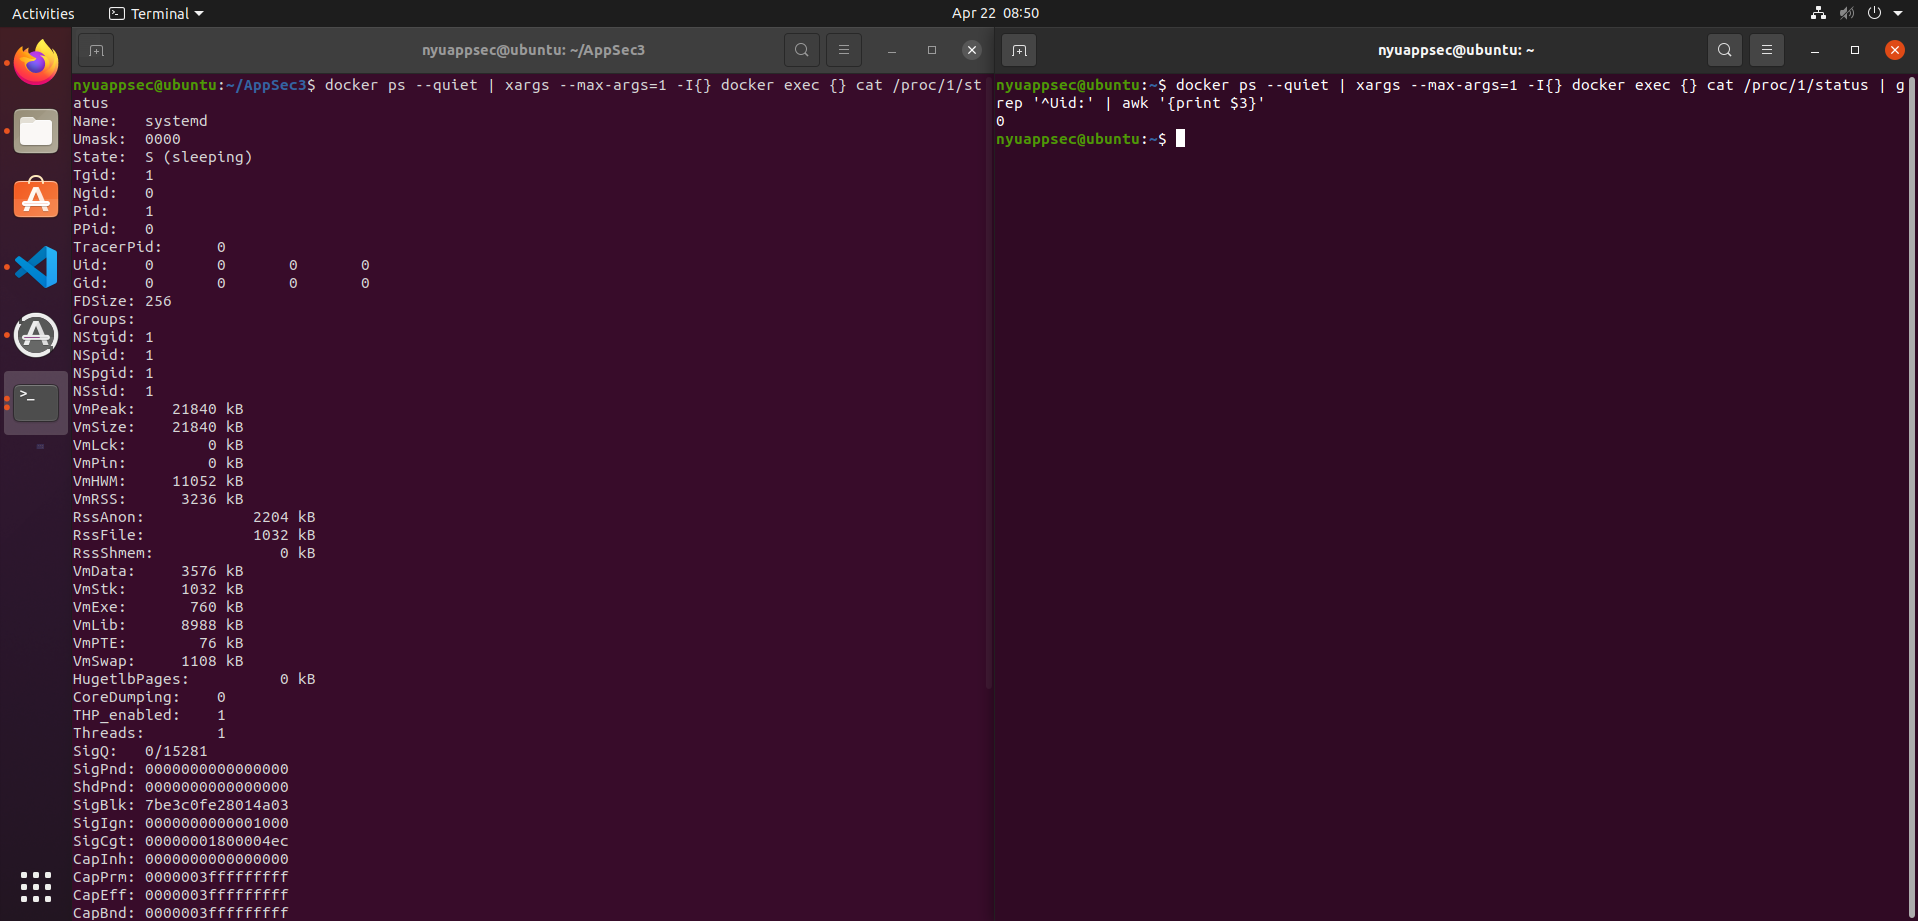 Activities
Terminal
Apr 22 08:50
nyuappsec@ubuntu: ~/AppSec3
nyuappsec@ubuntu:~/AppSec3$ docker ps --quiet | xargs --max-args=1 -I{} docker exec {} cat /proc/1/st
atus
Name: systemd
Umask: 0000
State: S (sleeping)
Tgid: 1
Ngid: 0
Pid: 1
PPid: 0
TracerPid: 0
Uid: 0 0 0 0
Gid: 0 0 0 0
FDSize: 256
Groups:
NStgid: 1
NSpid: 1
NSpgid: 1
NSsid: 1
VmPeak: 21840 kB
VmSize: 21840 kB
VmLck: 0 kB
VmPin: 0 kB
VmHWM: 11052 kB
VmRSS: 3236 kB
RssAnon: 2204 kB
RssFile: 1032 kB
RssShmem: 0 kB
VmData: 3576 kB
VmStk: 1032 kB
VmExe: 760 kB
VmLib: 8988 kB
VmPTE: 76 kB
VmSwap: 1108 kB
HugetlbPages: 0 kB
CoreDumping: 0
THP_enabled: 1
Threads: 1
SigQ: 0/15281
SigPnd: 0000000000000000
ShdPnd: 0000000000000000
SigBlk: 7be3c0fe28014a03
SigIgn: 0000000000001000
SigCgt: 00000001800004ec
CapInh: 0000000000000000
CapPrm: 0000003fffffffff
CapEff: 0000003fffffffff
CapBnd: 0000003fffffffff
nyuappsec@ubuntu: ~
nyuappsec@ubuntu:~$ docker ps --quiet | xargs --max-args=1 -I{} docker exec {} cat /proc/1/status | g
rep '^Uid:' | awk '{print $3}'
0
nyuappsec@ubuntu:~$